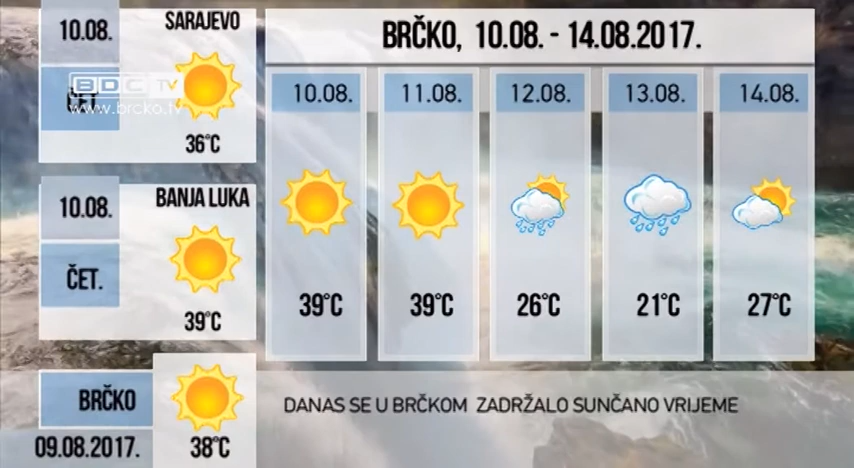 10.08.
SARAJEVO
BDC TV
ČET
www.brcko.tv
36°C
10.08.
BANJA LUKA
ČET.
39°C
BRČKO
09.08.2017.
38°C
BRČKO, 10.08. - 14.08.2017.
10.08. 11.08. 12.08. 13.08. 14.08.
39°C 39°C 26°C 21°C 27°C
DANAS SE U BRČKOM ZADRŽALO SUNČANO VRIJEME